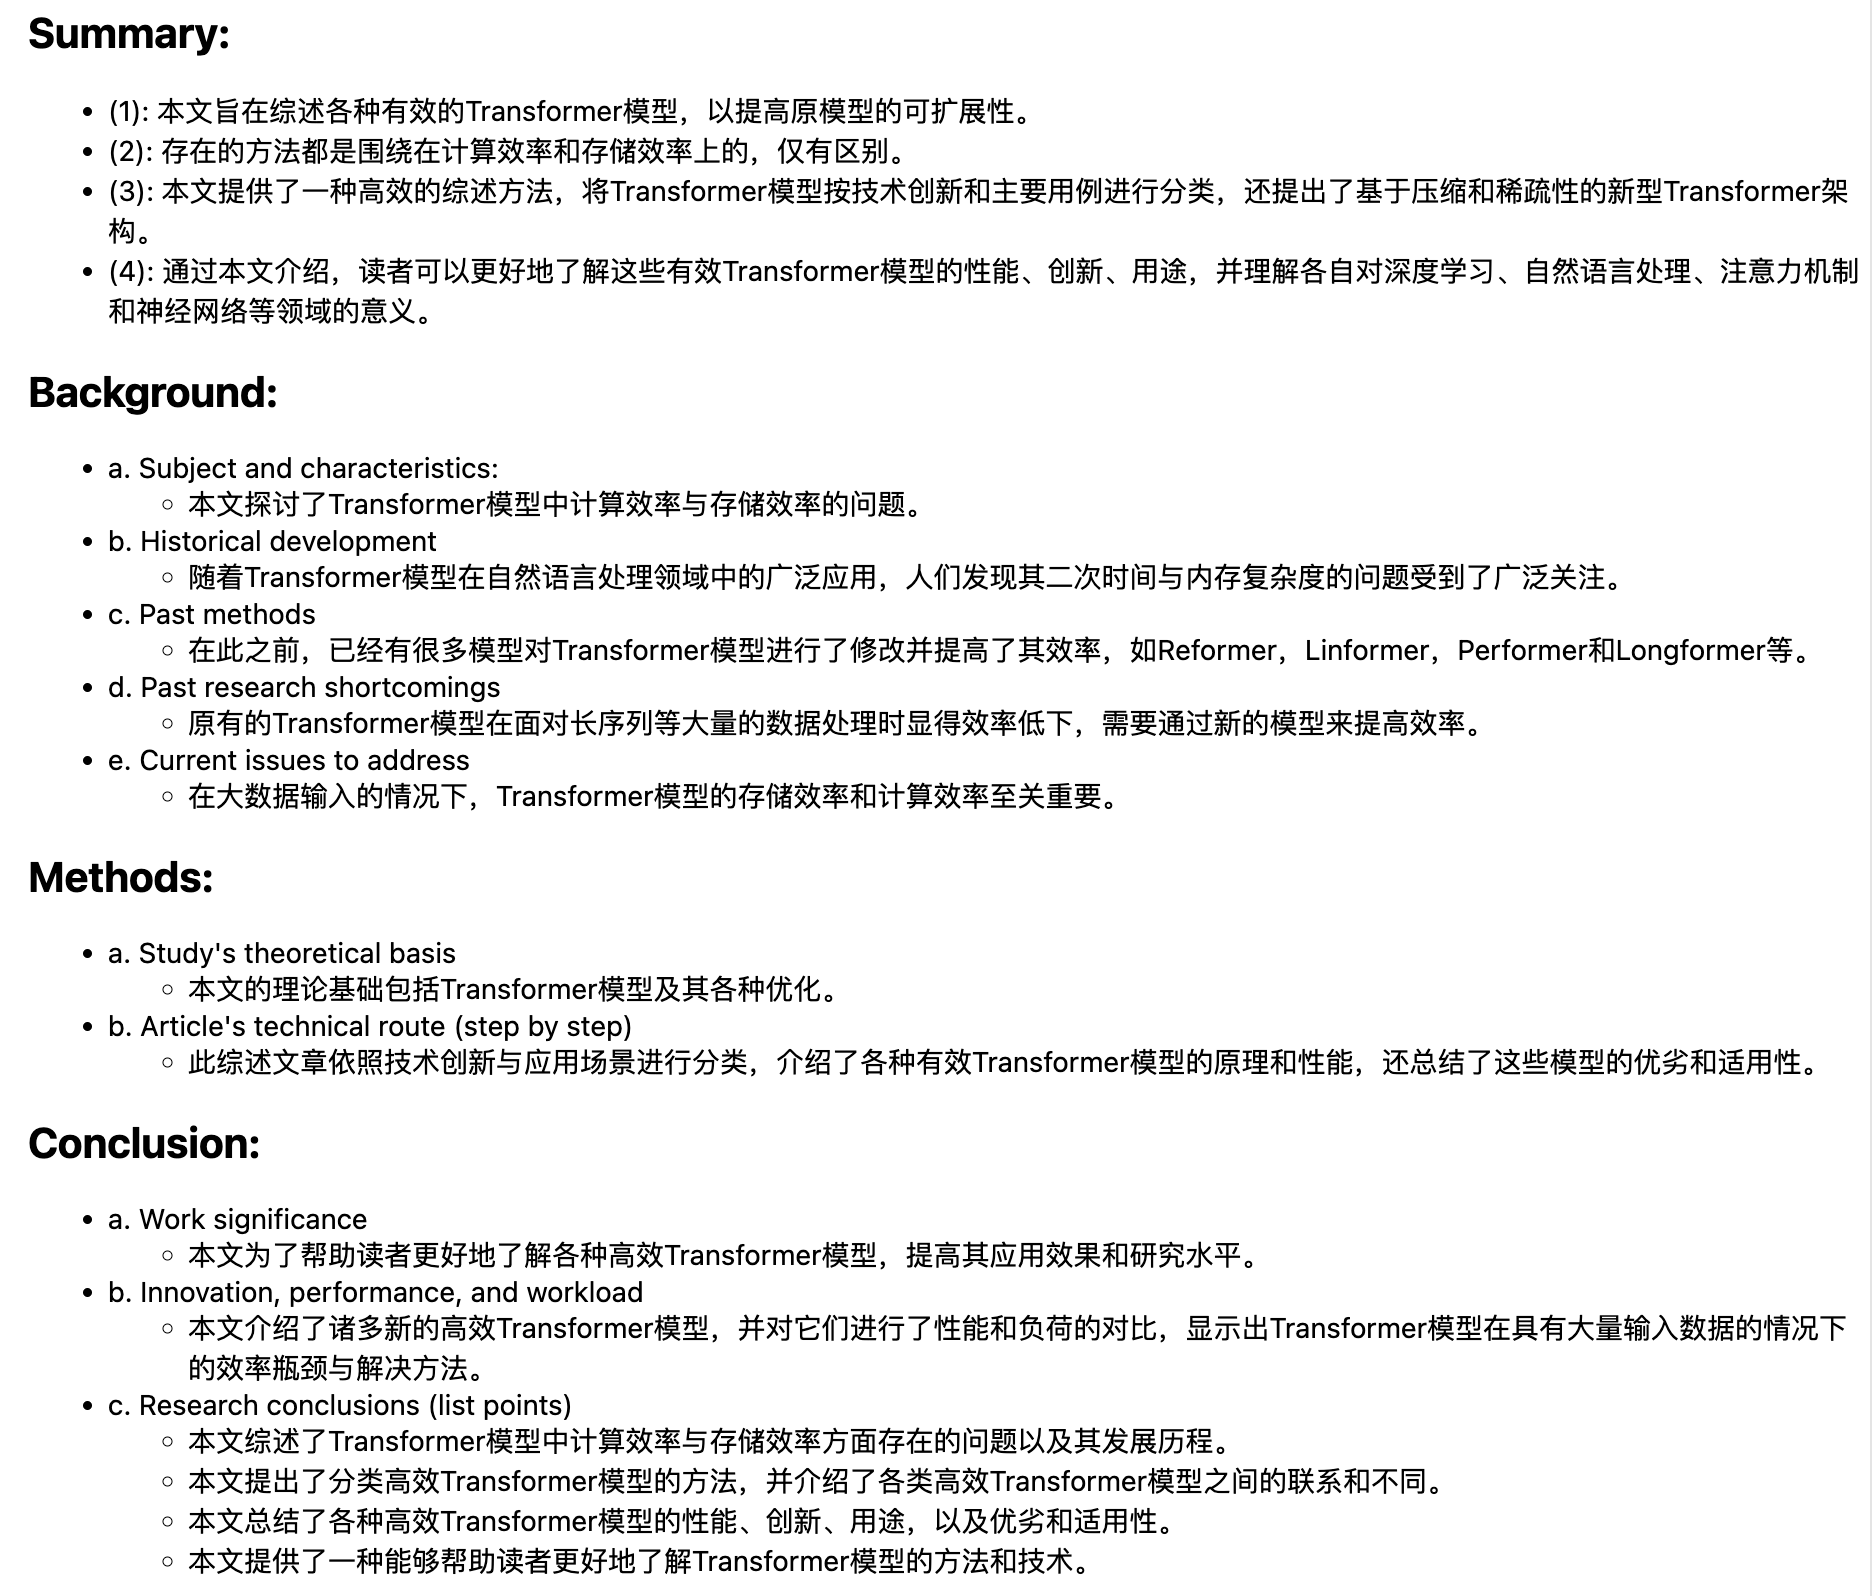 Summary:
• (1): 本文旨在综述各种有效的Transformer模型，以提高原模型的可扩展性。
• (2): 存在的方法都是围绕在计算效率和存储效率上的，仅有区别。
• (3): 本文提供了一种高效的综述方法，将Transformer模型按技术创新和主要用例进行分类，还提出了基于压缩和稀疏性的新型Transformer架
构。
• (4): 通过本文介绍，读者可以更好地了解这些有效Transformer模型的性能、创新、用途，并理解各自对深度学习、自然语言处理、注意力机制
和神经网络等领域的意义。
Background:
• a. Subject and characteristics:
◦ 本文探讨了Transformer模型中计算效率与存储效率的问题。
• b. Historical development
◦ 随着Transformer模型在自然语言处理领域中的广泛应用，人们发现其二次时间与内存复杂度的问题受到了广泛关注。
• c. Past methods
◦ 在此之前，已经有很多模型对Transformer模型进行了修改并提高了其效率，如Reformer，Linformer，Performer和Longformer等。
• d. Past research shortcomings
◦ 原有的Transformer模型在面对长序列等大量的数据处理时显得效率低下，需要通过新的模型来提高效率。
• e. Current issues to address
◦ 在大数据输入的情况下，Transformer模型的存储效率和计算效率至关重要。
Methods:
• a. Study's theoretical basis
◦ 本文的理论基础包括Transformer模型及其各种优化。
• b. Article's technical route (step by step)
◦ 此综述文章依照技术创新与应用场景进行分类，介绍了各种有效Transformer模型的原理和性能，还总结了这些模型的优劣和适用性。
Conclusion:
• a. Work significance
◦ 本文为了帮助读者更好地了解各种高效Transformer模型，提高其应用效果和研究水平。
• b. Innovation, performance, and workload
◦ 本文介绍了诸多新的高效Transformer模型，并对它们进行了性能和负荷的对比，显示出Transformer模型在具有大量输入数据的情况下
的效率瓶颈与解决方法。
• c. Research conclusions (list points)
◦ 本文综述了Transformer模型中计算效率与存储效率方面存在的问题以及其发展历程。
◦ 本文提出了分类高效Transformer模型的方法，并介绍了各类高效Transformer模型之间的联系和不同。
◦ 本文总结了各种高效Transformer模型的性能、创新、用途，以及优劣和适用性。
◦ 本文提供了一种能够帮助读者更好地了解Transformer模型的方法和技术。